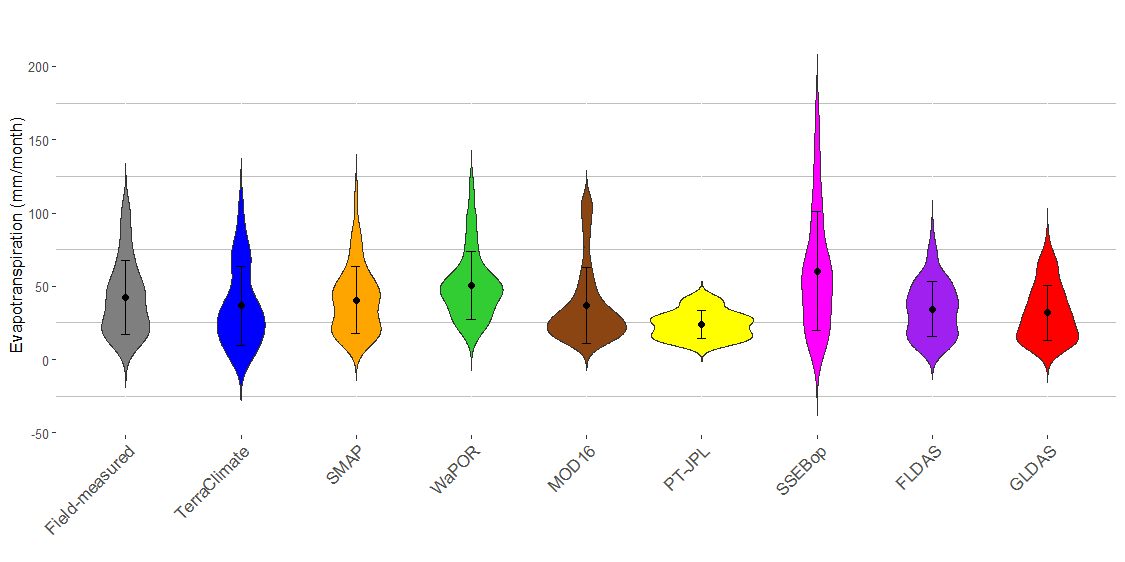 Evapotranspiration (mm/month)
200
150
100
50
0
-50
Field-measured
TerraClimate
SMAP
WaPOR
MOD16
PT-JPL
SSEBop
FLDAS
GLDAS